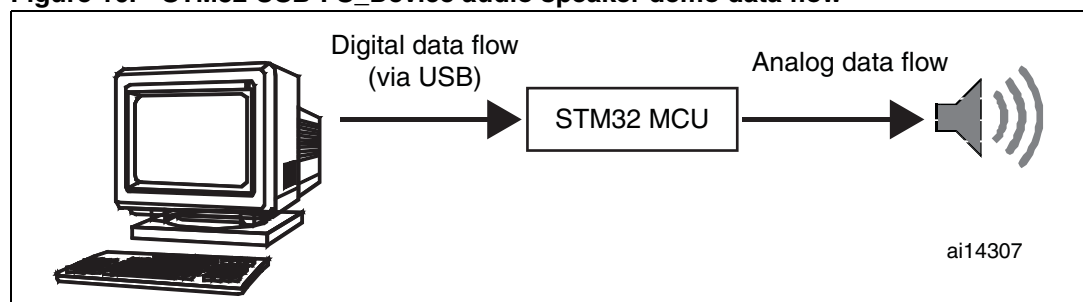 Figure STM32 USB-FS_Device audio speaker demo data flow
Digital data flow
(via USB)
Analog data flow
STM32 MCU
ai14307